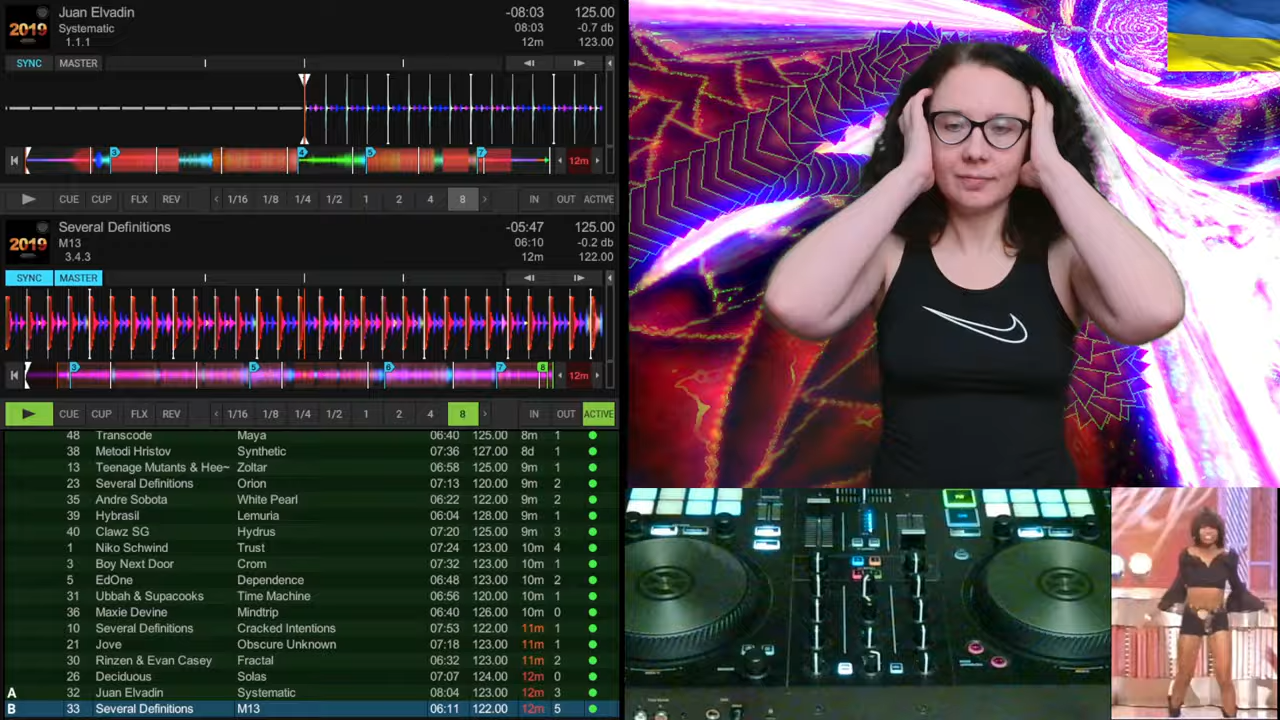 2019
Juan Elvadin -08:03 125.00
Systematic 08:03 -0.7 db
1.1.1 12m 123.00
SYNC MASTER
3 4 5 7 12m
CUE CUP FLX REV 1/16 1/8 1/4 1/2 1 2 4 8 IN OUT ACTIVE
2019
Several Definitions -05:47 125.00
M13 06:10 -0.2 db
3.4.3 12m 122.00
SYNC MASTER
3 5 6 7 8 12m
CUE CUP FLX REV 1/16 1/8 1/4 1/2 1 2 4 8 IN OUT ACTIVE
48 Transcode Maya 06:40 125.00 8m 1
38 Metodi Hristov Synthetic 07:36 127.00 8d 1
13 Teenage Mutants & Hee~ Zoltar 06:58 125.00 9m 1
23 Several Definitions Orion 07:13 120.00 9m 2
35 Andre Sobota White Pearl 06:22 122.00 9m 2
39 Hybrasil Lemuria 06:04 128.00 9m 1
40 Clawz SG Hydrus 07:20 125.00 9m 3
1 Niko Schwind Trust 07:24 123.00 10m 4
3 Boy Next Door Crom 07:32 123.00 10m 1
5 EdOne Dependence 06:48 123.00 10m 2
31 Ubbah & Supacooks Time Machine 06:56 120.00 10m 1
36 Maxie Devine Mindtrip 06:40 126.00 10m 0
10 Several Definitions Cracked Intentions 07:53 122.00 11m 1
21 Jove Obscure Unknown 07:18 123.00 11m 1
30 Rinzen & Evan Casey Fractal 06:32 123.00 11m 2
26 Deciduous Solas 07:07 124.00 12m 0
A 32 Juan Elvadin Systematic 08:04 123.00 12m 3
B 33 Several Definitions M13 06:11 122.00 12m 5